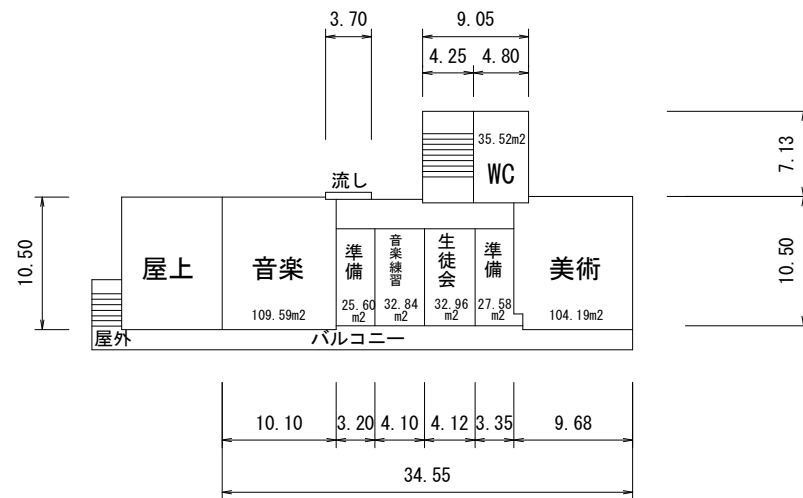 3.70
9.05
4.25
4.80
35.52m2
WC
7.13
流し
10.50
屋上
音楽
109.59m2
準備
25.60
m2
音楽練習
32.84
m2
生徒会
32.96
m2
準備
27.58
m2
美術
104.19m2
10.50
屋外
バルコニー
10.10
3.20
4.10
4.12
3.35
9.68
34.55